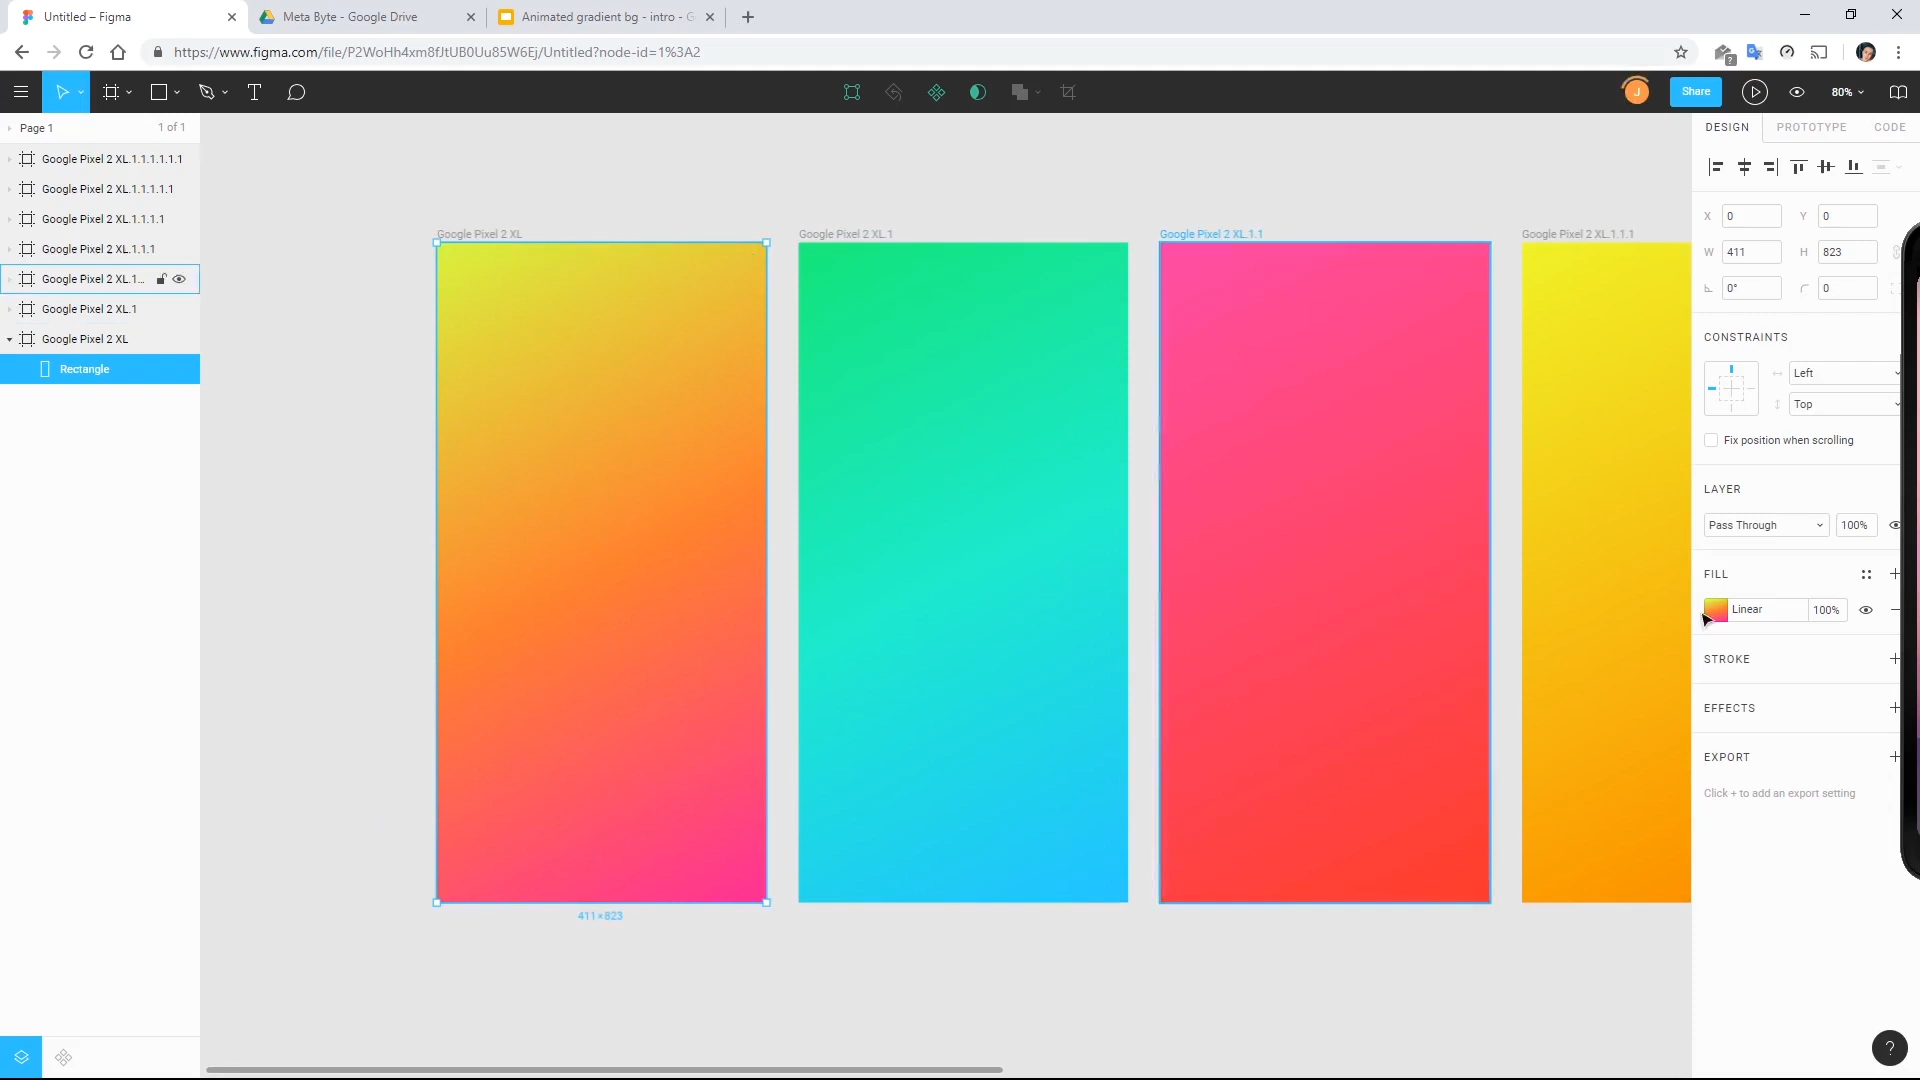 Untitled – Figma
Meta Byte - Google Drive
Animated gradient bg - intro - G
https://www.figma.com/file/P2WoHh4xm8fJtUB0Uu85W6Ej/Untitled?node-id=1%3A2
J
Share
80%
Page 1
1 of 1
DESIGN
PROTOTYPE
CODE
Google Pixel 2 XL.1.1.1.1.1.1
Google Pixel 2 XL.1.1.1.1.1
Google Pixel 2 XL.1.1.1.1
Google Pixel 2 XL.1.1.1
Google Pixel 2 XL.1...
Google Pixel 2 XL.1
Google Pixel 2 XL
Rectangle
Google Pixel 2 XL
Google Pixel 2 XL.1
Google Pixel 2 XL.1.1
Google Pixel 2 XL.1.1.1
411×823
X 0 Y 0
W 411 H 823
0° 0
CONSTRAINTS
Left
Top
Fix position when scrolling
LAYER
Pass Through 100%
FILL
Linear 100%
STROKE
EFFECTS
EXPORT
Click + to add an export setting
?